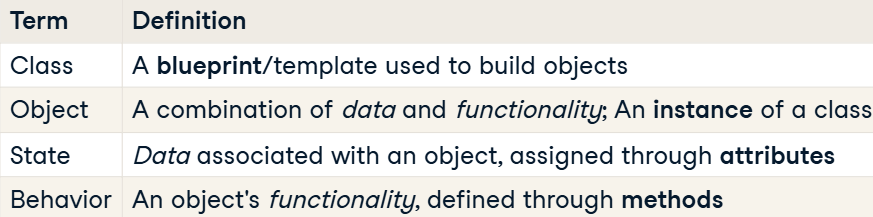 Term Definition
Class A blueprint/template used to build objects
Object A combination of data and functionality; An instance of a class
State Data associated with an object, assigned through attributes
Behavior An object's functionality, defined through methods